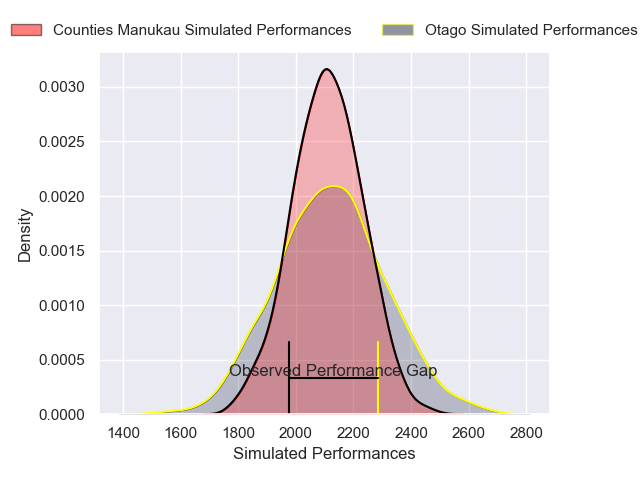 Counties Manukau Simulated Performances
Otago Simulated Performances
0.0030
0.0025
0.0020
0.0015
0.0010
0.0005
0.0000
Density
Observed Performance Gap
1400 1600 1800 2000 2200 2400 2600 2800
Simulated Performances